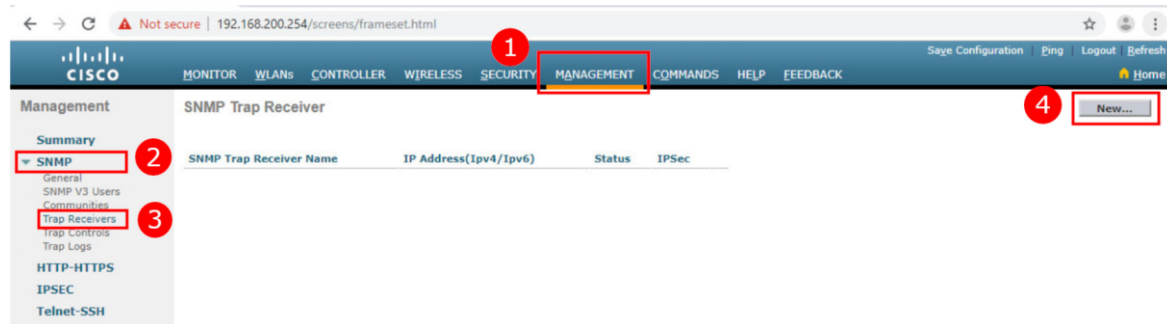 Not secure | 192.168.200.254/screens/frameset.html
1
Save Configuration | Ping | Logout | Refresh
CISCO
MONITOR WLANs CONTROLLER WIRELESS SECURITY MANAGEMENT COMMANDS HELP FEEDBACK
Home
Management
SNMP Trap Receiver
4
New...
Summary
SNMP
2
SNMP Trap Receiver Name IP Address(Ipv4/Ipv6) Status IPSec
General
SNMP V3 Users
Communities
Trap Receivers
3
Trap Controls
Trap Logs
HTTP-HTTPS
IPSEC
Telnet-SSH